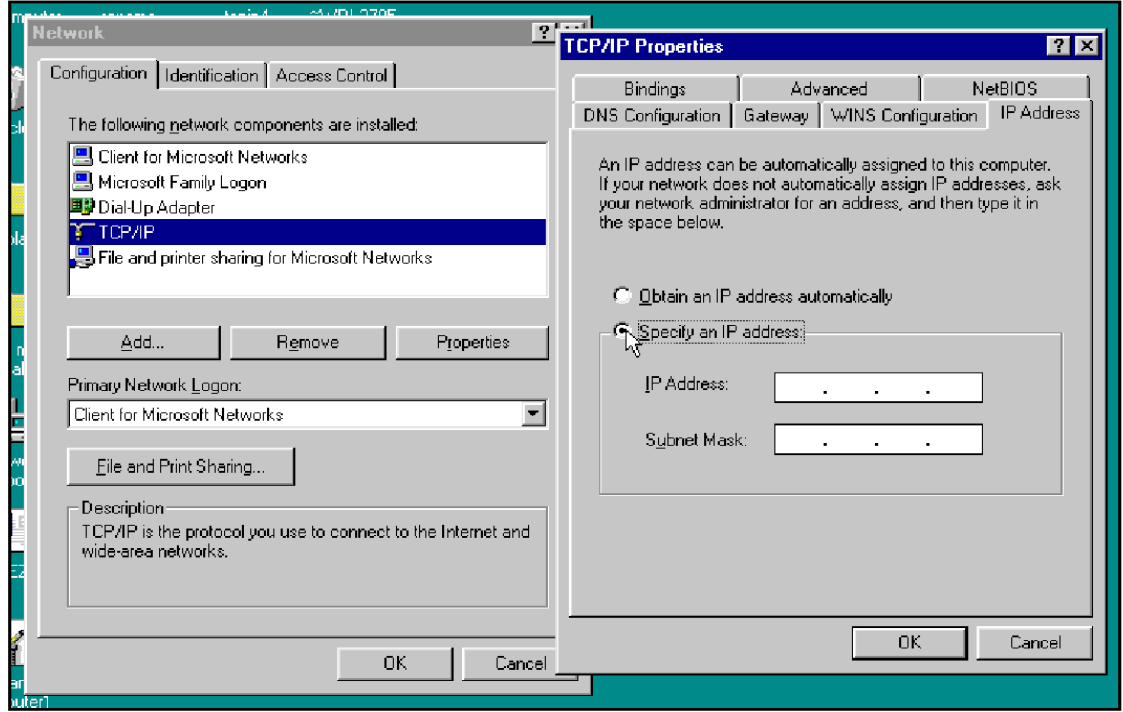 Network
Configuration
Identification
Access Control
The following network components are installed:
Client for Microsoft Networks
Microsoft Family Logon
Dial-Up Adapter
TCP/IP
File and printer sharing for Microsoft Networks
Add...
Remove
Properties
Primary Network Logon:
Client for Microsoft Networks
File and Print Sharing...
Description
TCP/IP is the protocol you use to connect to the Internet and
wide-area networks.
OK
Cancel
TCP/IP Properties
Bindings
Advanced
NetBIOS
DNS Configuration
Gateway
WINS Configuration
IP Address
An IP address can be automatically assigned to this computer.
If your network does not automatically assign IP addresses, ask
your network administrator for an address, and then type it in
the space below.
Obtain an IP address automatically
Specify an IP address:
IP Address:
. . .
Subnet Mask:
. . .
OK
Cancel